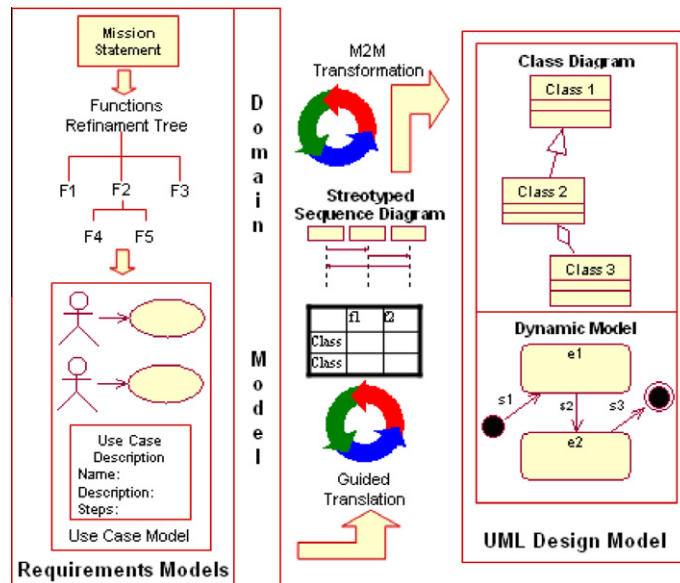 Mission
Statement
Functions
Refinament Tree
F1 F2 F3
F4 F5
Use Case
Description
Name:
Description:
Steps:
Use Case Model
Requirements Models
Domain
Model
M2M
Transformation
Streotyped
Sequence Diagram
f1 f2
Class
Class
Guided
Translation
Class Diagram
Class 1
Class 2
Class 3
Dynamic Model
e1
s1
s2
s3
e2
UML Design Model